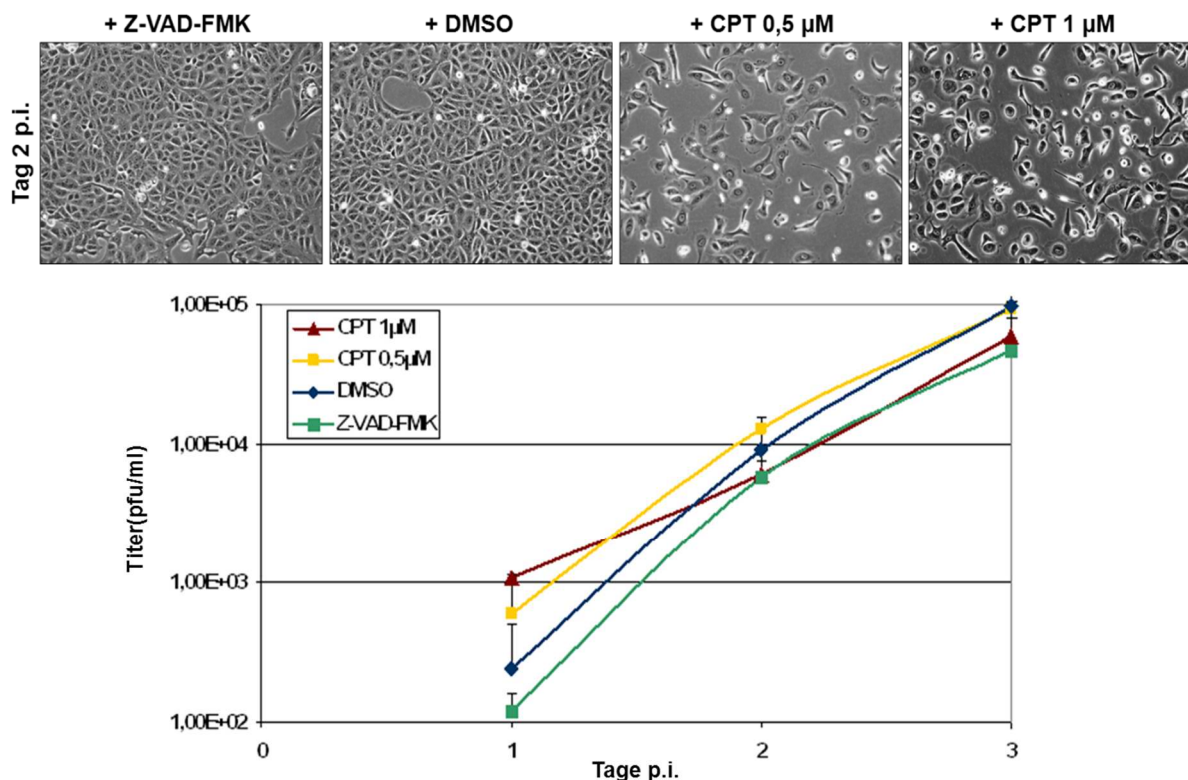 + Z-VAD-FMK
+ DMSO
+ CPT 0,5 µM
+ CPT 1 µM
Tag 2 p.i.
1,00E+05
1,00E+04
1,00E+03
1,00E+02
Titer(pfu/ml)
CPT 1µM
CPT 0,5µM
DMSO
Z-VAD-FMK
0
1
2
3
Tage p.i.